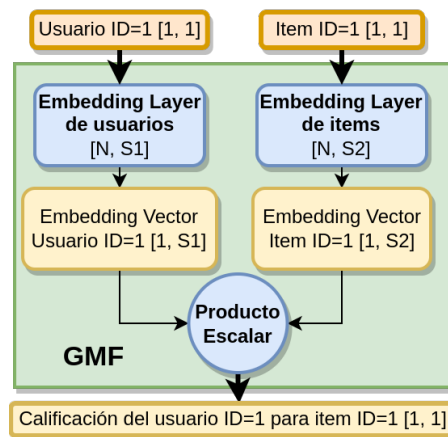 Usuario ID=1 [1, 1]
Item ID=1 [1, 1]
Embedding Layer
de usuarios
[N, S1]
Embedding Layer
de items
[N, S2]
Embedding Vector
Usuario ID=1 [1, S1]
Embedding Vector
Item ID=1 [1, S2]
Producto
Escalar
GMF
Calificación del usuario ID=1 para item ID=1 [1, 1]